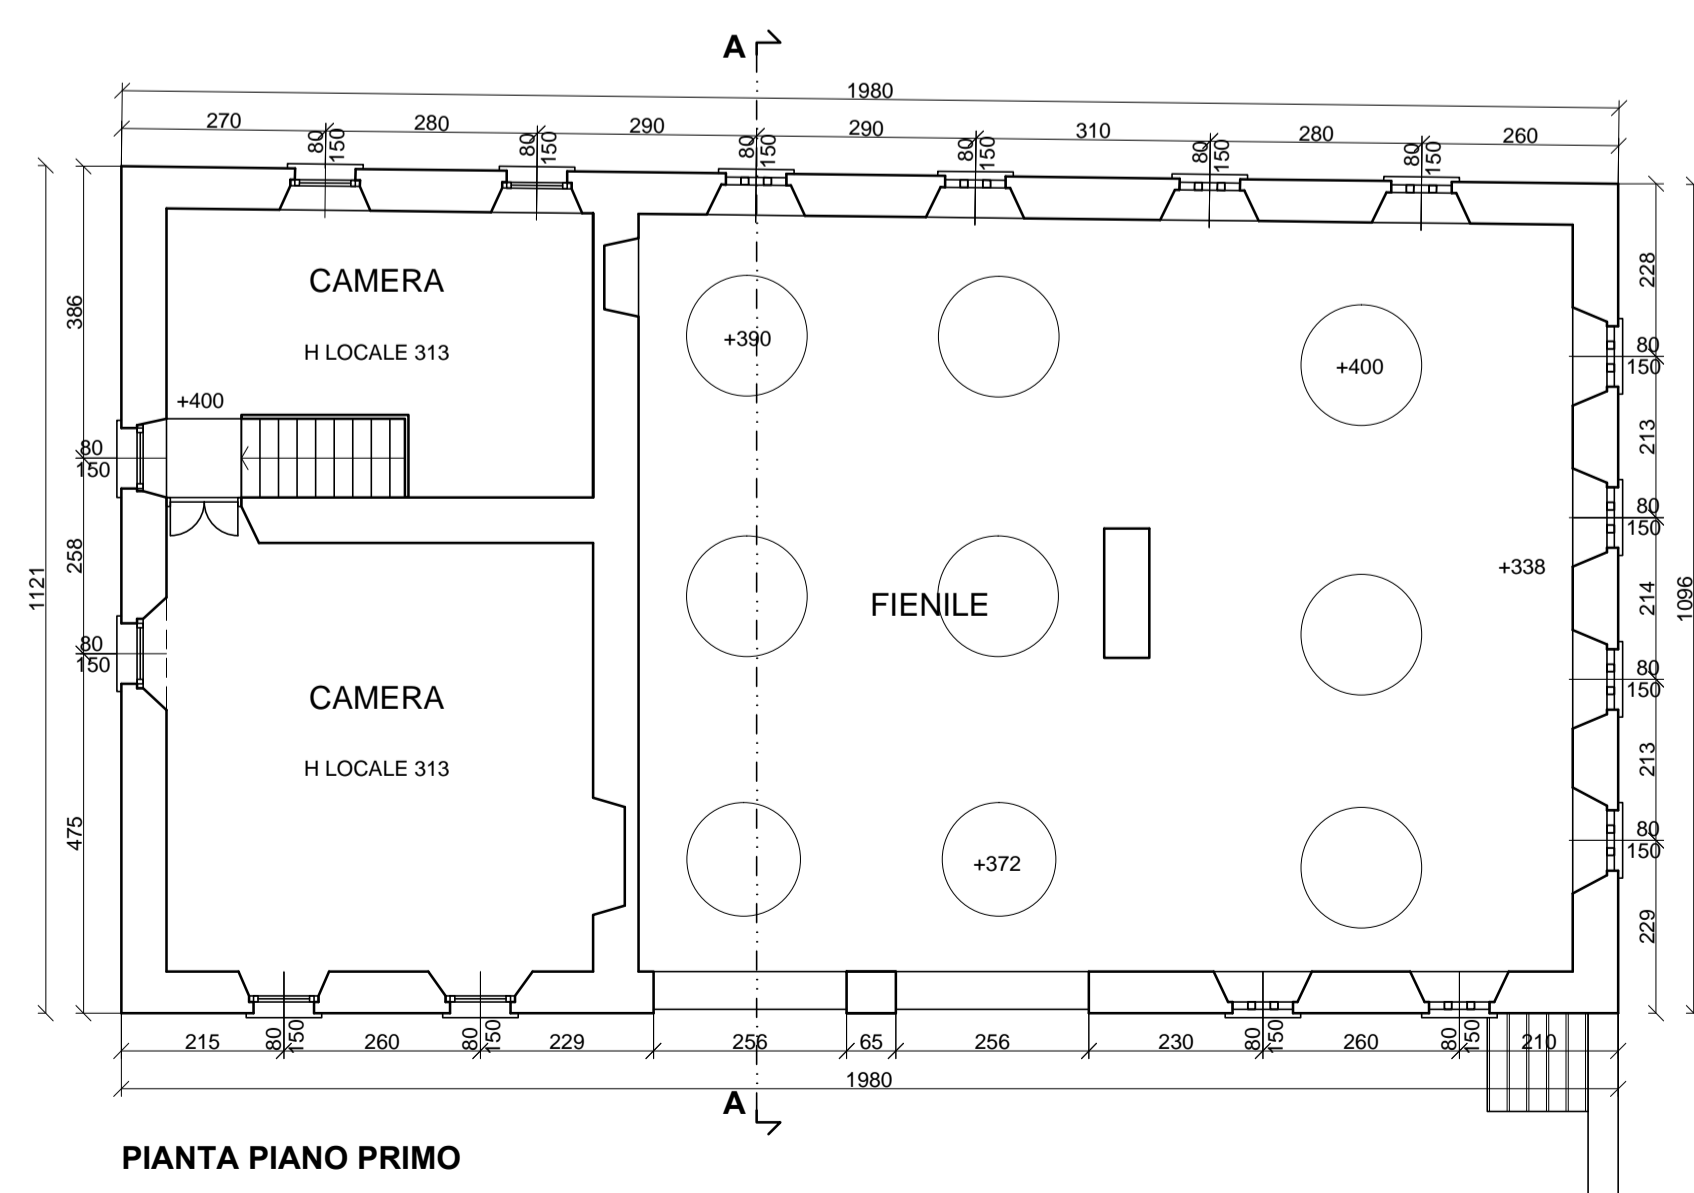 A
1980
270 280 290 290 310 280 260
80 150 80 150 80 150 80 150 80 150 80 150
CAMERA
H LOCALE 313
+400
+390
+400
386
258
475
1121
80
150
80
150
228
80
150
213
80
150
214
80
150
213
80
150
229
1096
+338
FIENILE
CAMERA
H LOCALE 313
+372
80 150 80 150 80 150 80 150
215 260 229 256 65 256 230 260 210
1980
A
PIANTA PIANO PRIMO